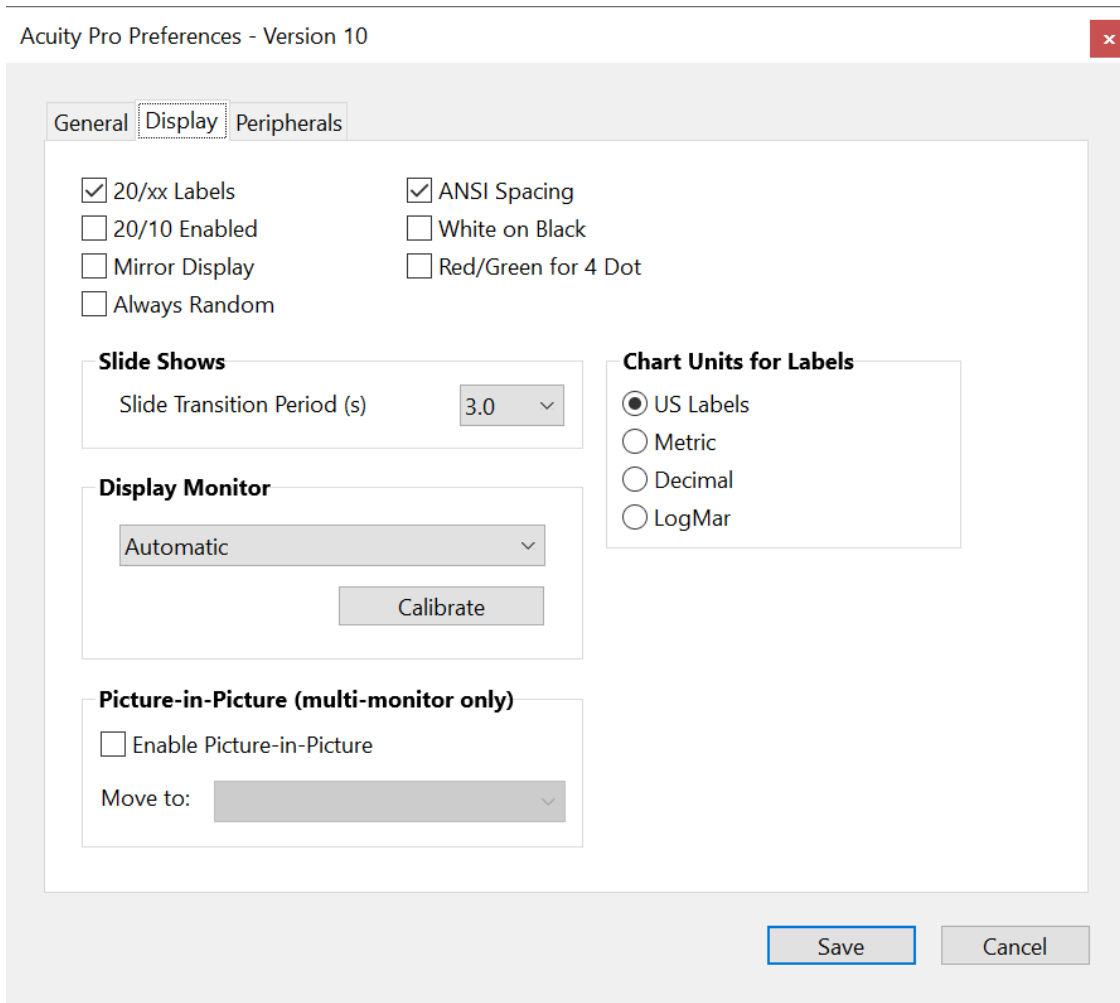 Acuity Pro Preferences - Version 10
General Display Peripherals
20/xx Labels ANSI Spacing
20/10 Enabled White on Black
Mirror Display Red/Green for 4 Dot
Always Random
Slide Shows
Slide Transition Period (s) 3.0
Chart Units for Labels
US Labels
Metric
Decimal
LogMar
Display Monitor
Automatic
Calibrate
Picture-in-Picture (multi-monitor only)
Enable Picture-in-Picture
Move to:
Save Cancel